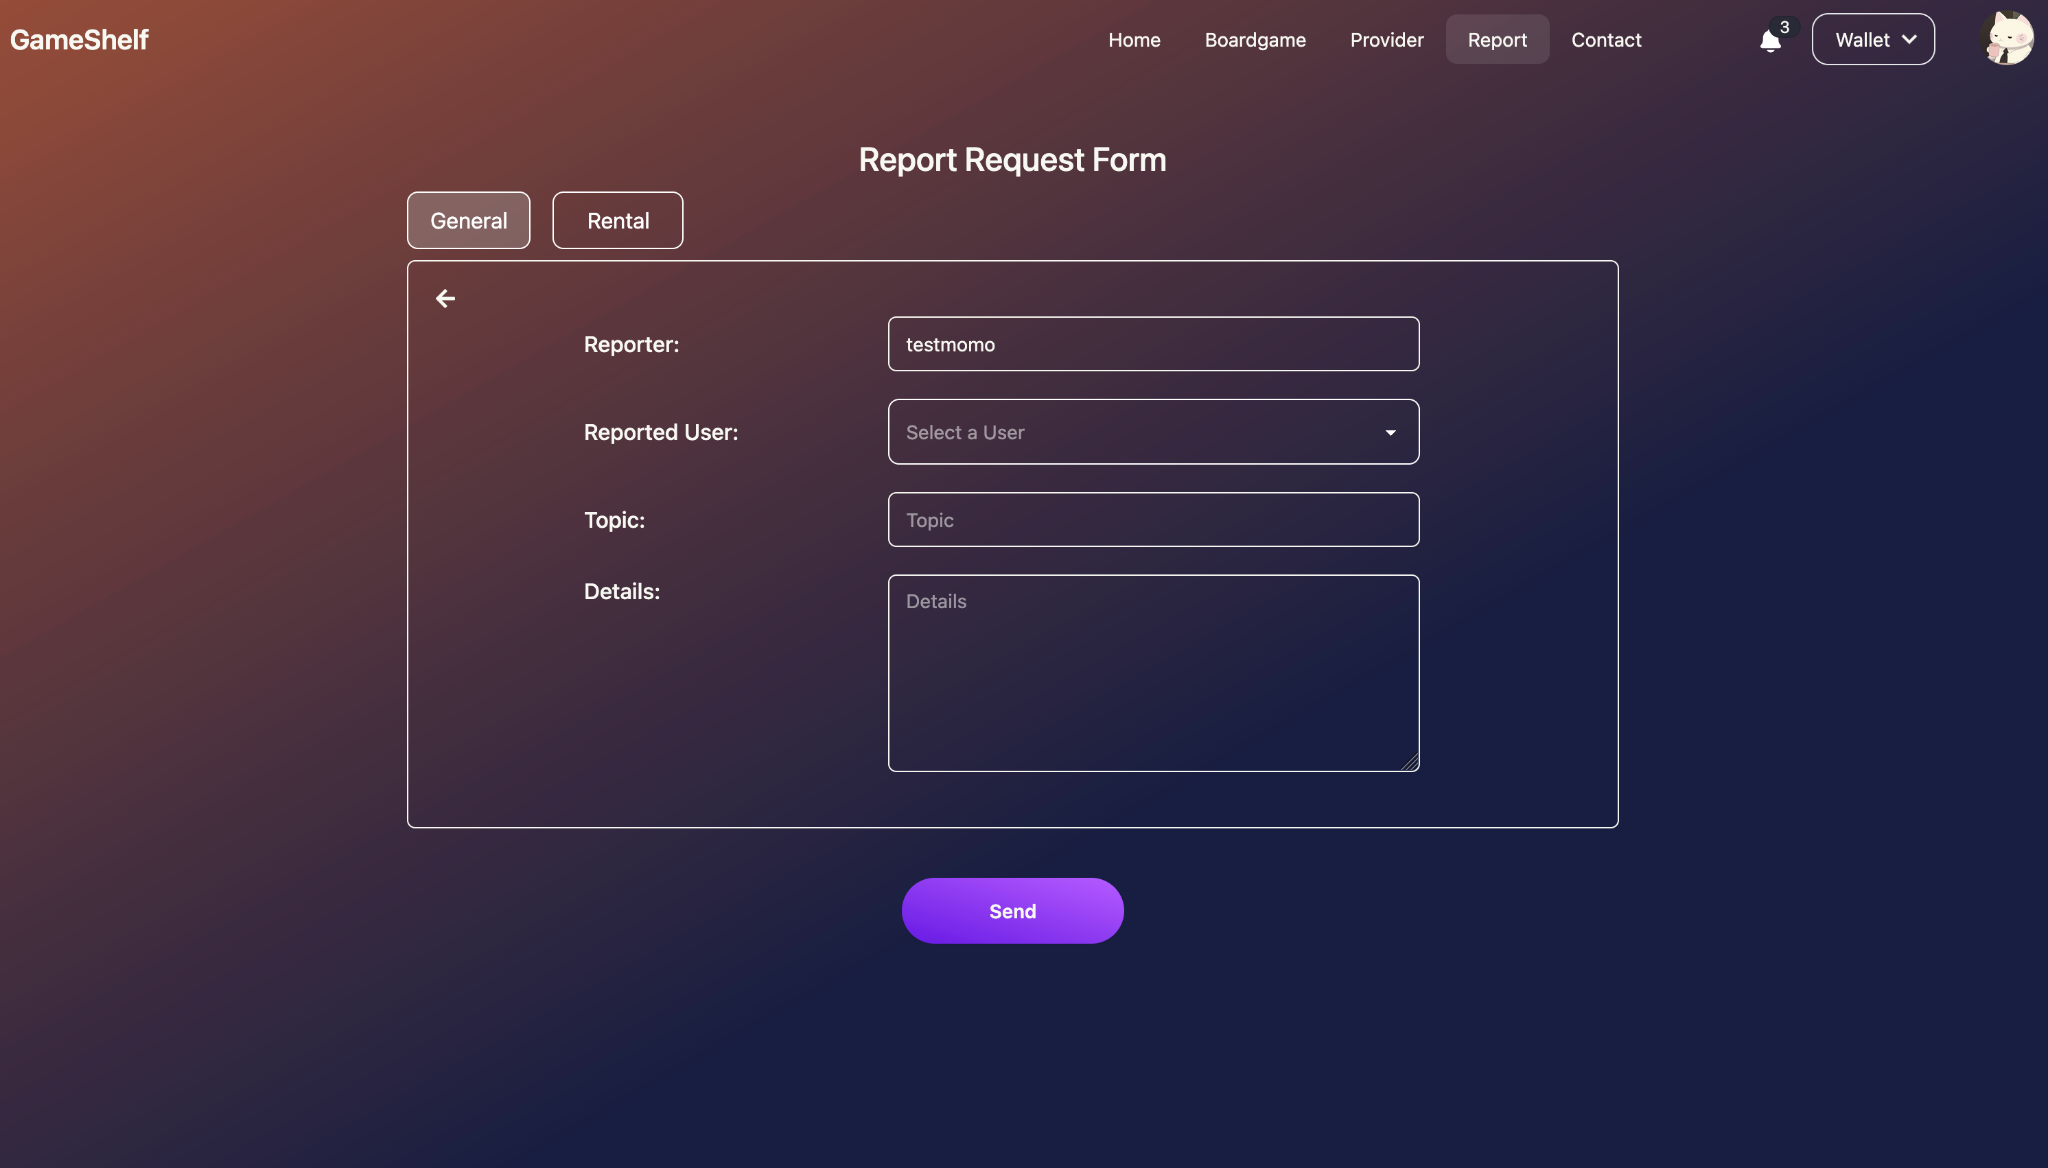 GameShelf
Home Boardgame Provider Report Contact 3 Wallet
Report Request Form
General Rental
Reporter: testmomo
Reported User: Select a User
Topic: Topic
Details: Details
Send